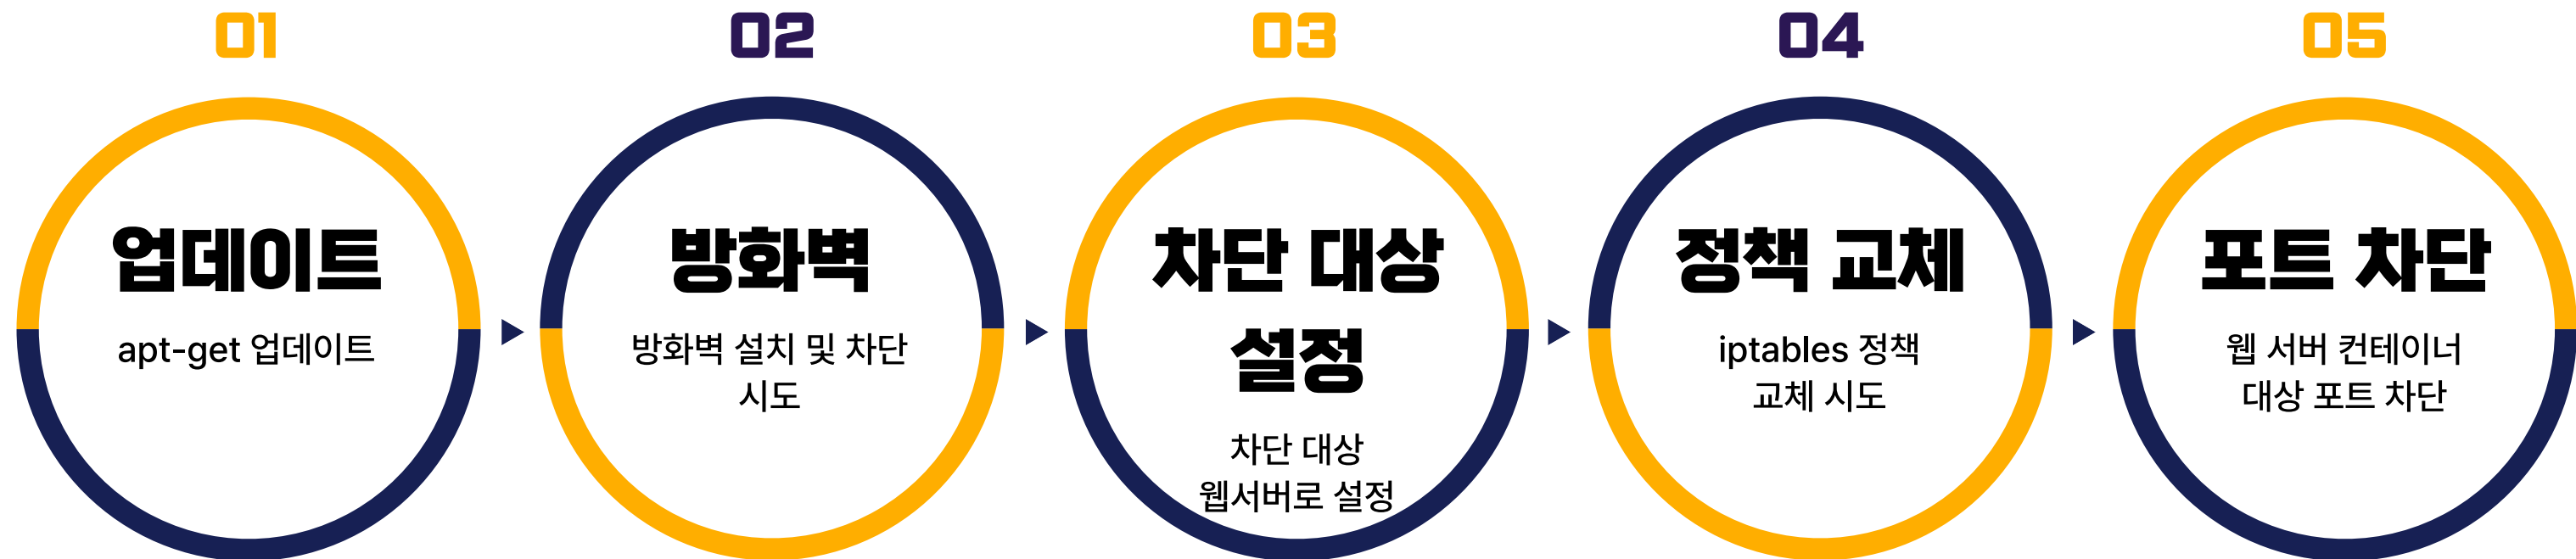 01
업데이트
apt-get 업데이트
02
방화벽
방화벽 설치 및 차단
시도
03
차단 대상
설정
차단 대상
웹서버로 설정
04
정책 교체
iptables 정책
교체 시도
05
포트 차단
웹 서버 컨테이너
대상 포트 차단